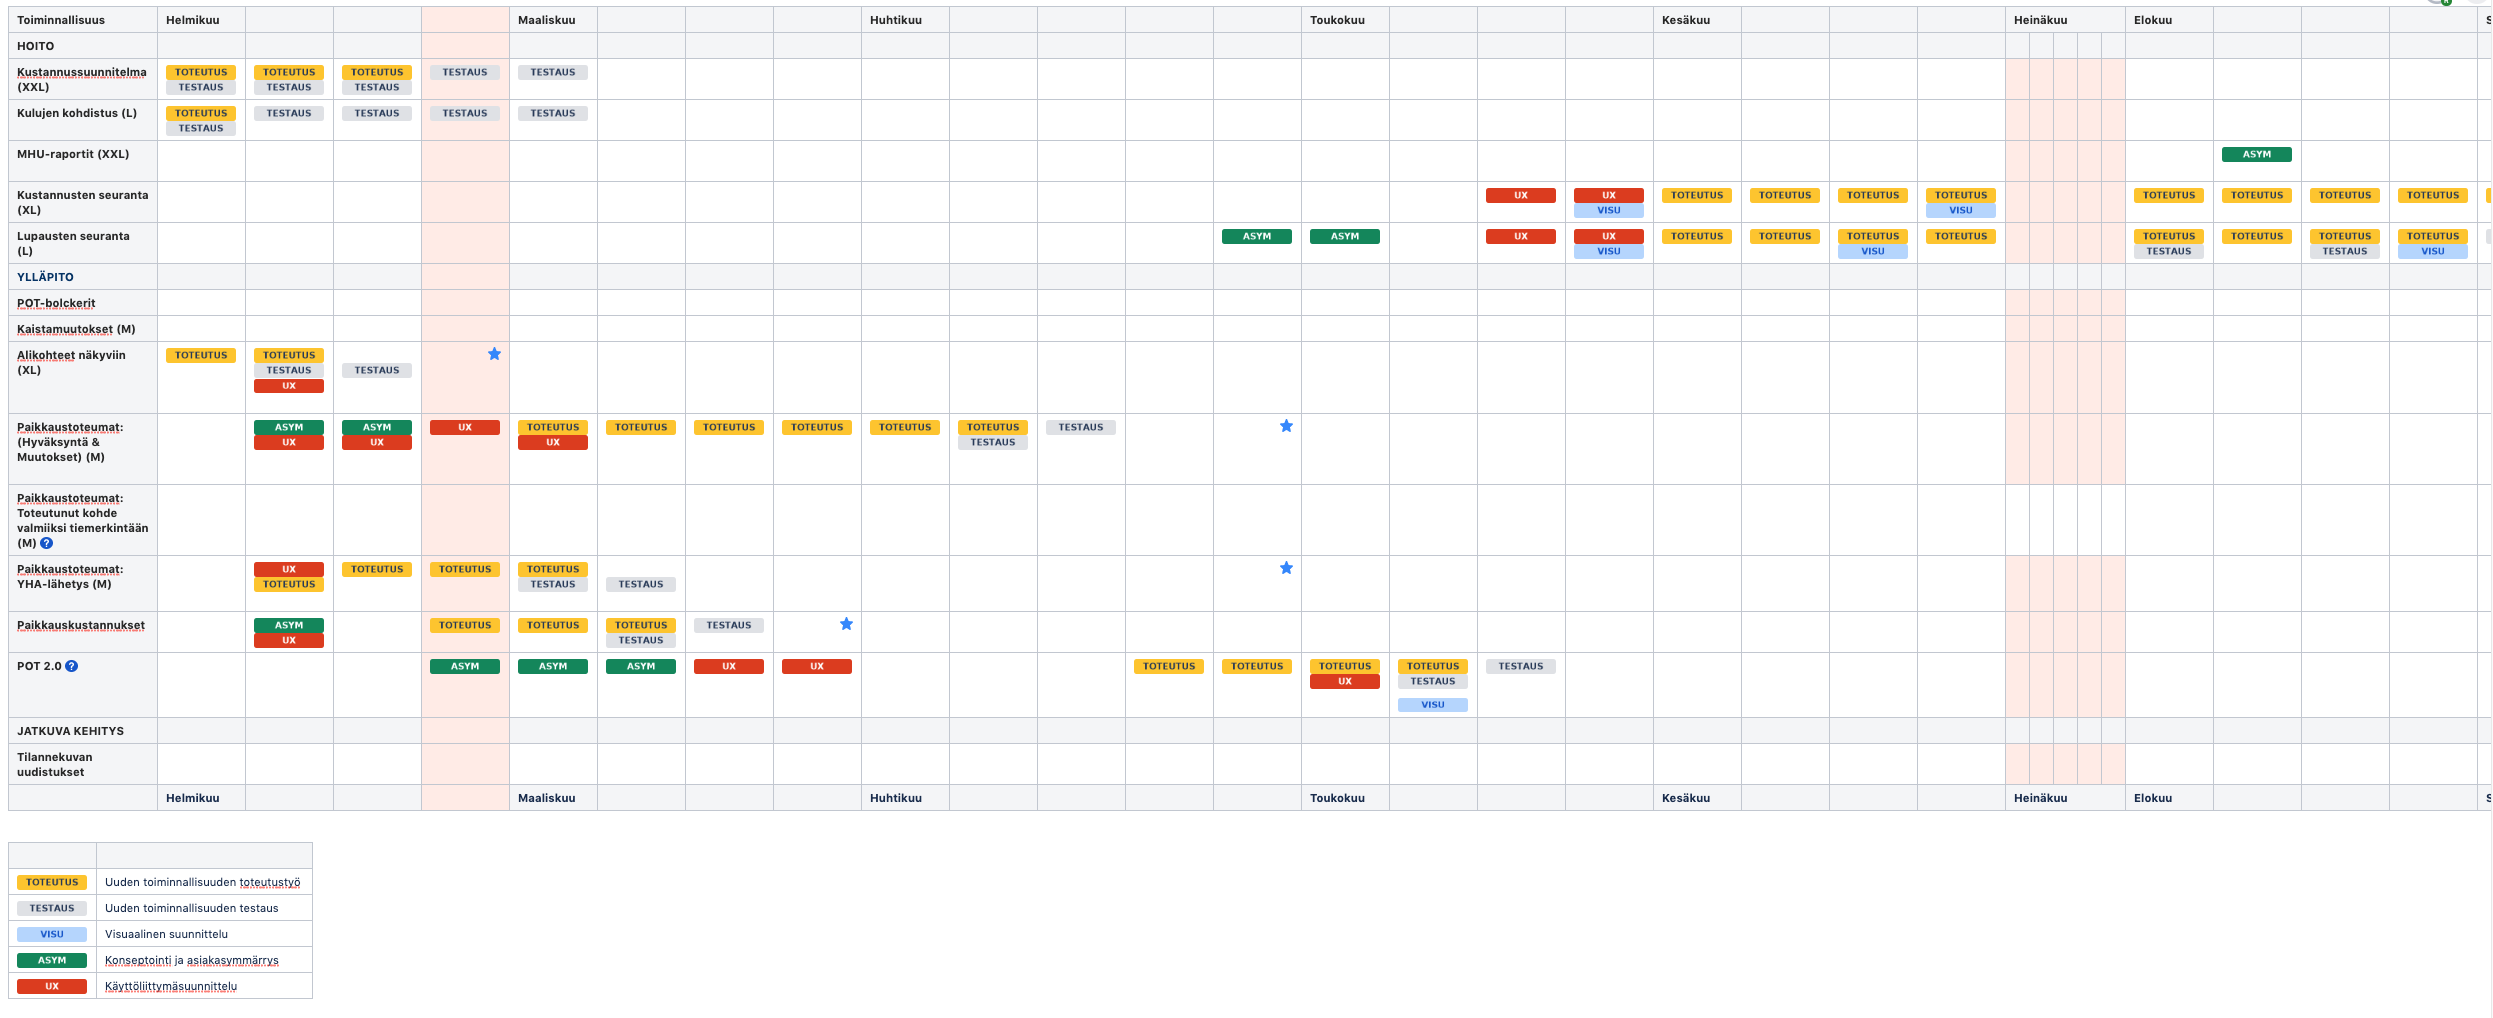 Toiminnallisuus Helmikuu Maaliskuu Huhtikuu Toukokuu Kesäkuu Heinäkuu Elokuu S
HOITO
Kustannussuunnitelma TOTEUTUS TOTEUTUS TOTEUTUS TESTAUS TESTAUS
(XXL) TESTAUS TESTAUS TESTAUS
Kulujen kohdistus (L) TOTEUTUS TESTAUS TESTAUS TESTAUS TESTAUS
TESTAUS
MHU-raportit (XXL) ASYM
Kustannusten seuranta UX UX TOTEUTUS TOTEUTUS TOTEUTUS TOTEUTUS TOTEUTUS TOTEUTUS TOTEUTUS TOTEUTUS
(XL) VISU VISU
Lupausten seuranta ASYM ASYM UX UX TOTEUTUS TOTEUTUS TOTEUTUS TOTEUTUS TOTEUTUS TOTEUTUS TOTEUTUS TOTEUTUS
(L) VISU VISU TESTAUS TESTAUS VISU
YLLÄPITO
POT-bolckerit
Kaistamuutokset (M)
Alikohteet näkyviin TOTEUTUS TOTEUTUS
(XL) TESTAUS TESTAUS
UX
Paikkaustoteumat: ASYM ASYM UX TOTEUTUS TOTEUTUS TOTEUTUS TOTEUTUS TOTEUTUS TOTEUTUS TESTAUS
(Hyväksyntä & UX UX UX TESTAUS
Muutokset) (M)
Paikkaustoteumat:
Toteutunut kohde
valmiiksi tiemerkintään
(M) ?
Paikkaustoteumat: UX TOTEUTUS TOTEUTUS TOTEUTUS
YHA-lähetys (M) TOTEUTUS TESTAUS TESTAUS
Paikkauskustannukset ASYM TOTEUTUS TOTEUTUS TOTEUTUS TESTAUS
UX TESTAUS
POT 2.0 ? ASYM ASYM ASYM UX UX TOTEUTUS TOTEUTUS TOTEUTUS TOTEUTUS TESTAUS
UX TESTAUS
VISU
JATKUVA KEHITYS
Tilannekuvan
uudistukset
Helmikuu Maaliskuu Huhtikuu Toukokuu Kesäkuu Heinäkuu Elokuu S
TOTEUTUS Uuden toiminnallisuuden toteutustyö
TESTAUS Uuden toiminnallisuuden testaus
VISU Visuaalinen suunnittelu
ASYM Konseptointi ja asiakasymmärrys
UX Käyttöliittymäsuunnittelu